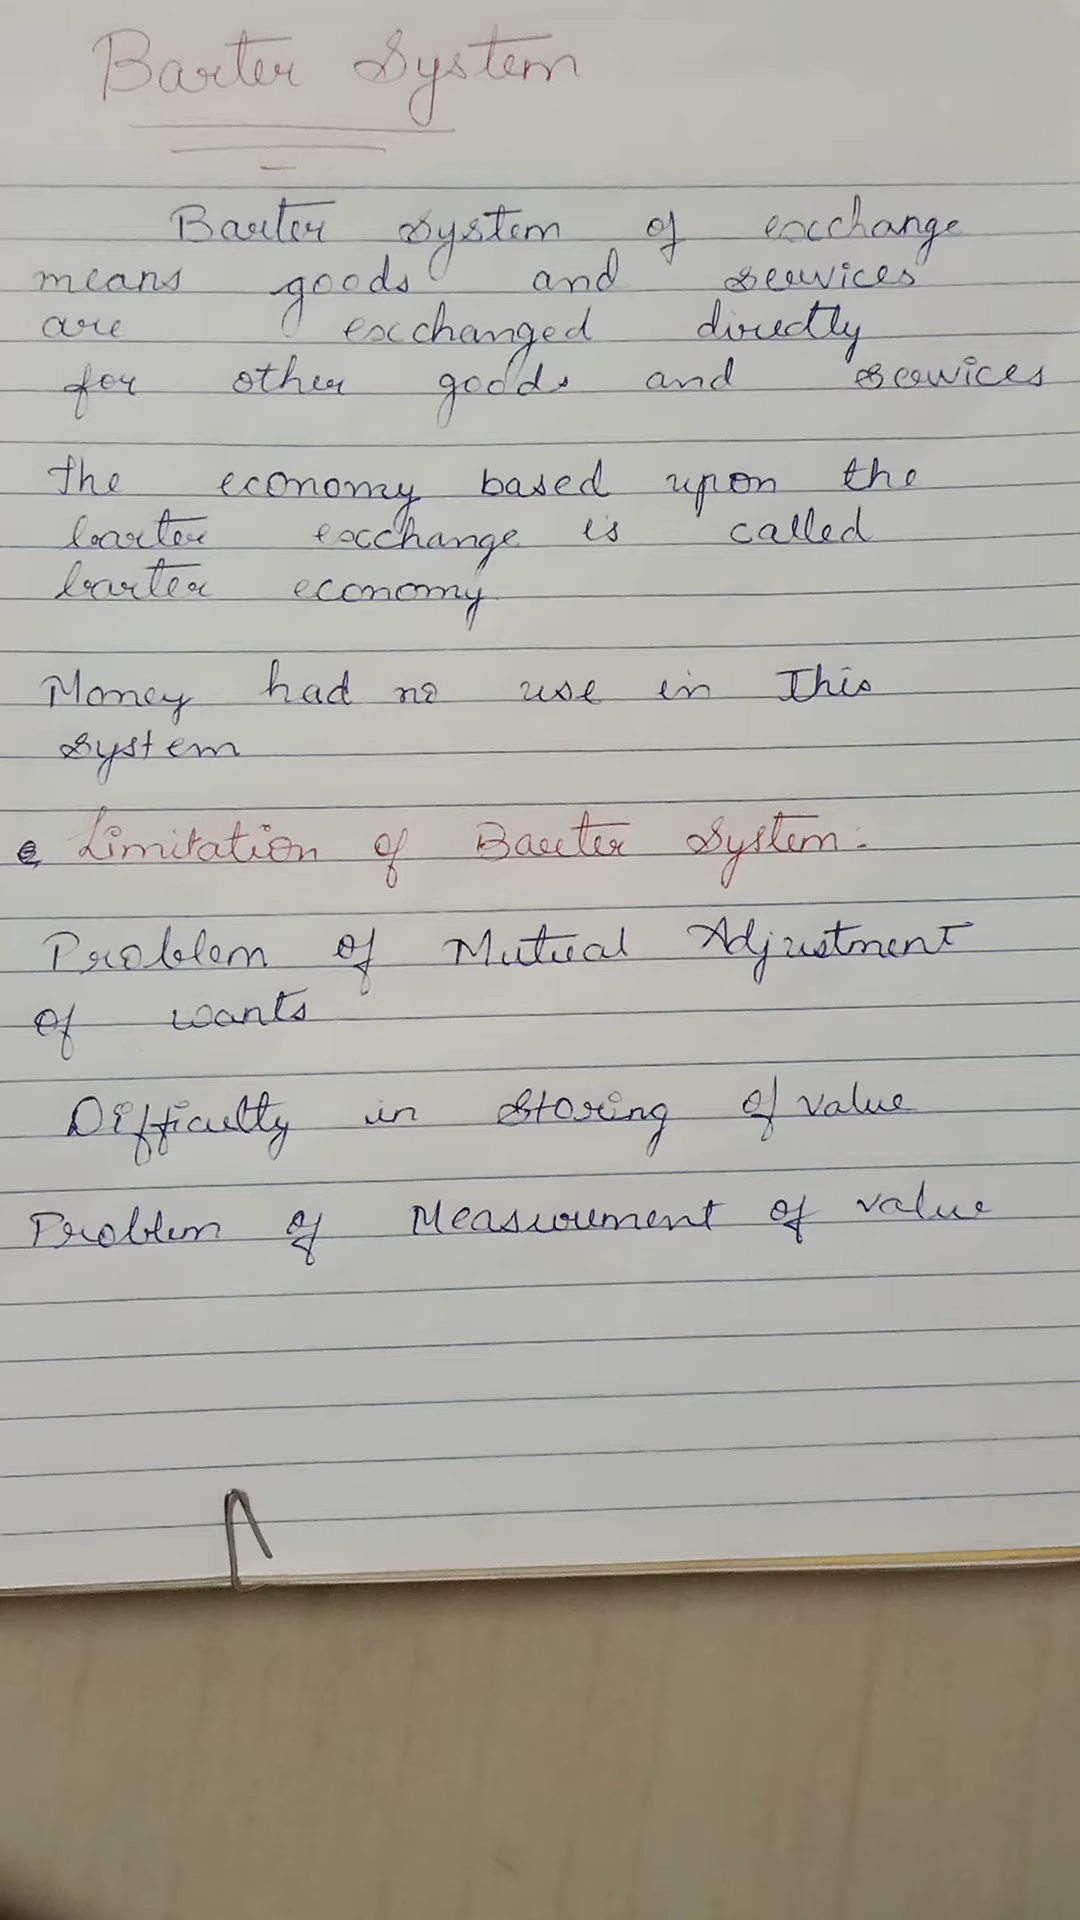 Barter System
Barter system of exchange
means goods and services
are exchanged directly
for other goods and services
the economy based upon the
barter exchange is called
barter economy
Money had no use in This
system
Limitation of Barter System.
Problem of Mutual Adjustment
of wants
Difficulty in storing of value
Problem of Measurement of value